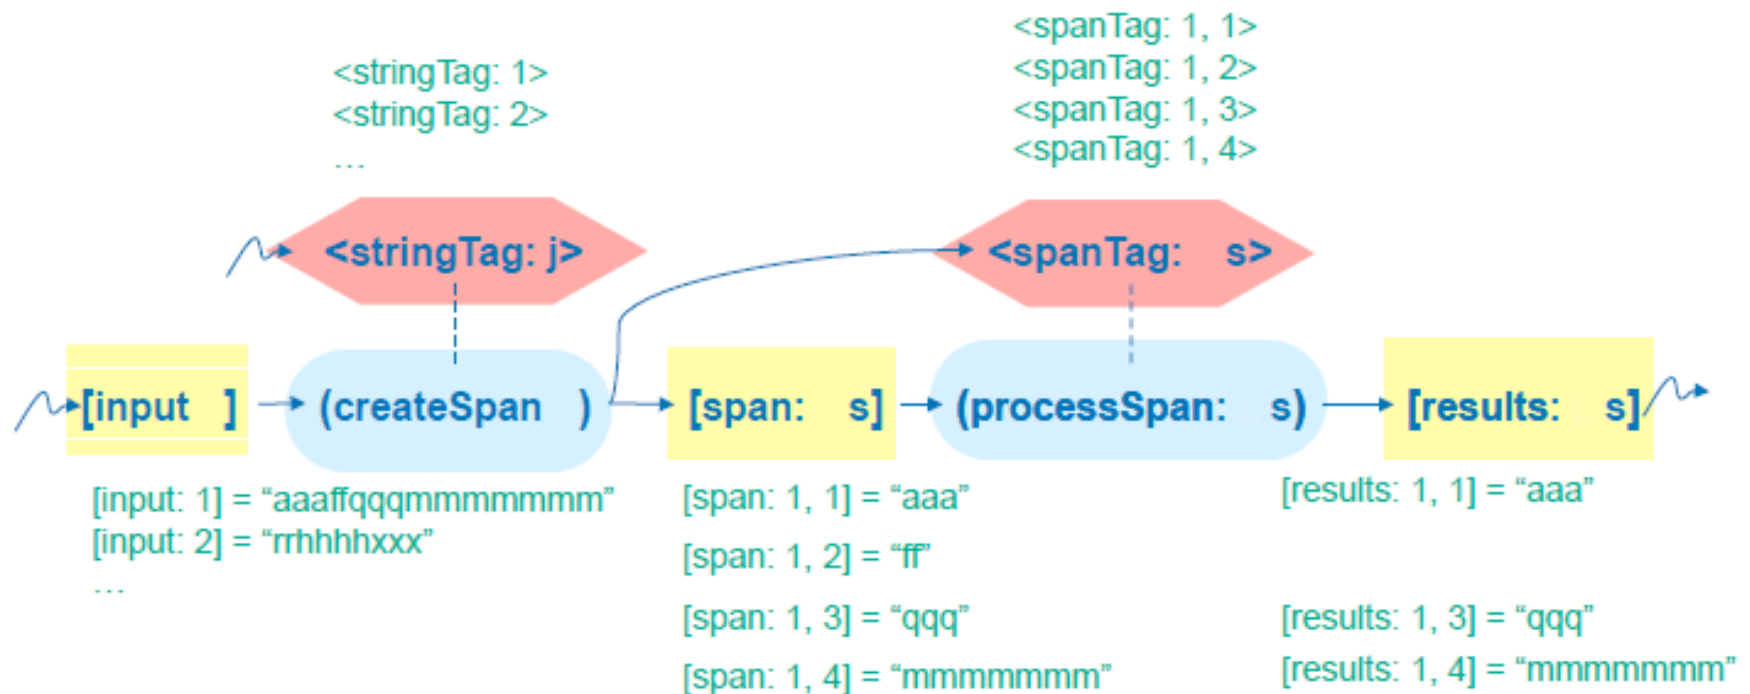 <stringTag: 1>
<stringTag: 2>
...
<spanTag: 1, 1>
<spanTag: 1, 2>
<spanTag: 1, 3>
<spanTag: 1, 4>
<stringTag: j>
<spanTag: s>
[input ]
(createSpan )
[span: s]
(processSpan: s)
[results: s]
[input: 1] = “aaaffqqqmmmmmmm”
[input: 2] = “rrhhhhxxx”
...
[span: 1, 1] = “aaa”
[span: 1, 2] = “ff”
[span: 1, 3] = “qqq”
[span: 1, 4] = “mmmmmmm”
[results: 1, 1] = “aaa”
[results: 1, 3] = “qqq”
[results: 1, 4] = “mmmmmmm”